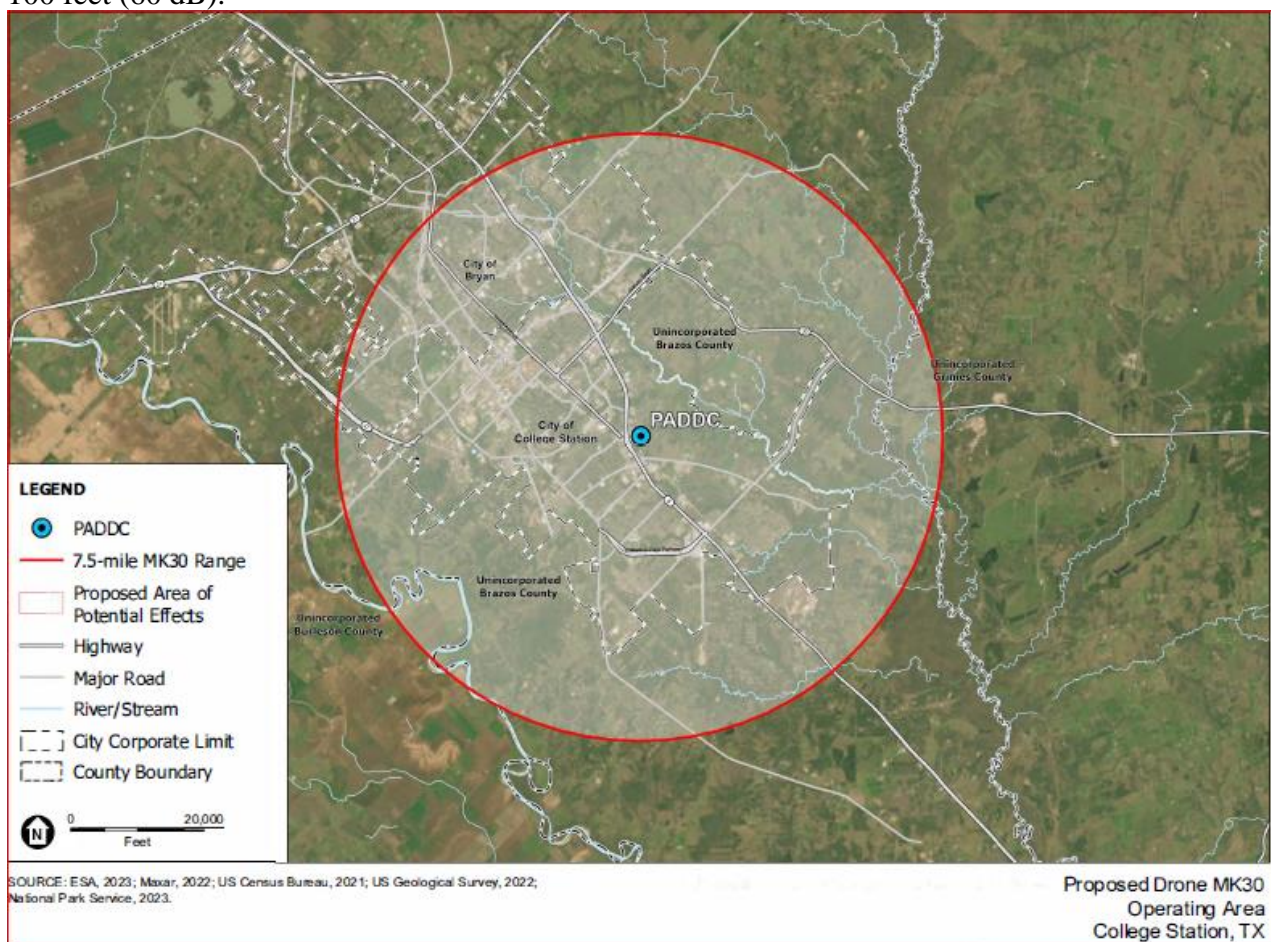 100 feet (60 dB).
City of
Bryan
Unincorporated
Brazos County
Unincorporated
Grimes County
PADDC
City of
College Station
Unincorporated
Brazos County
Unincorporated
Burleson County
LEGEND
PADDC
7.5-mile MK30 Range
Proposed Area of
Potential Effects
Highway
Major Road
River/Stream
City Corporate Limit
County Boundary
N
0 20,000
Feet
SOURCE: ESA, 2023; Maxar, 2022; US Census Bureau, 2021; US Geological Survey, 2022;
National Park Service, 2023.
Proposed Drone MK30
Operating Area
College Station, TX